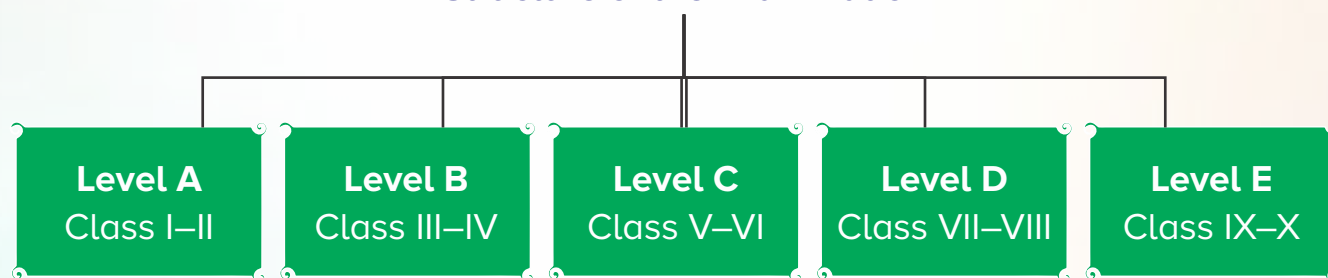 Level A
Class I–II
Level B
Class III–IV
Level C
Class V–VI
Level D
Class VII–VIII
Level E
Class IX–X